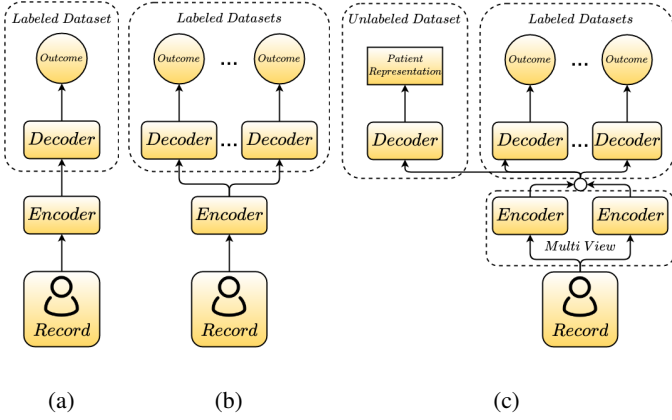 Labeled Dataset
Outcome
Decoder
Encoder
Record
(a)
Labeled Datasets
Outcome ... Outcome
Decoder ... Decoder
Encoder
Record
(b)
Unlabeled Dataset
Patient
Representation
Decoder
Labeled Datasets
Outcome ... Outcome
Decoder ... Decoder
Encoder Encoder
Multi View
Record
(c)